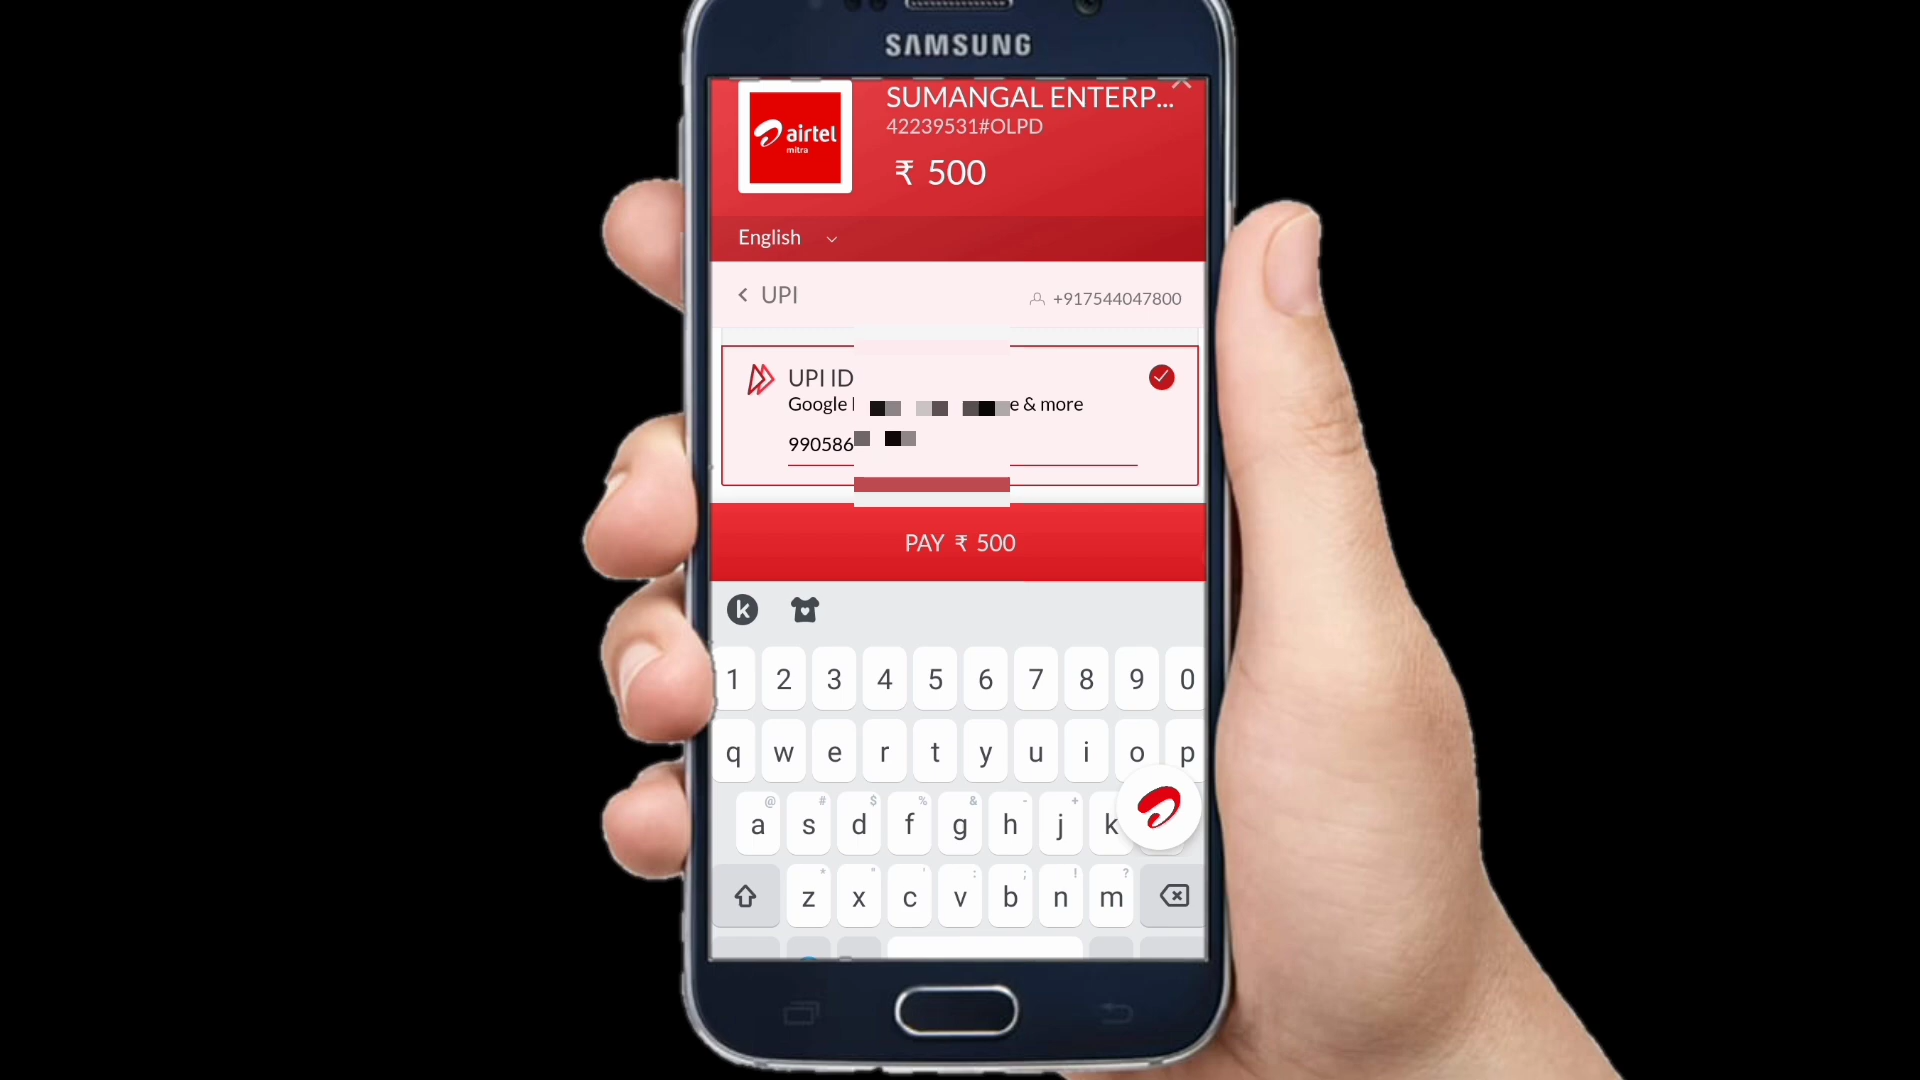 SAMSUNG
airtel
mitra
SUMANGAL ENTERP...
42239531#OLPD
₹ 500
English
UPI
+917544047800
UPI ID
Google
& more
990586
PAY ₹ 500
k
1 2 3 4 5 6 7 8 9 0
q w e r t y u i o p
@ # $ % & - +
a s d f g h j k
* " ' : ; ! ?
z x c v b n m